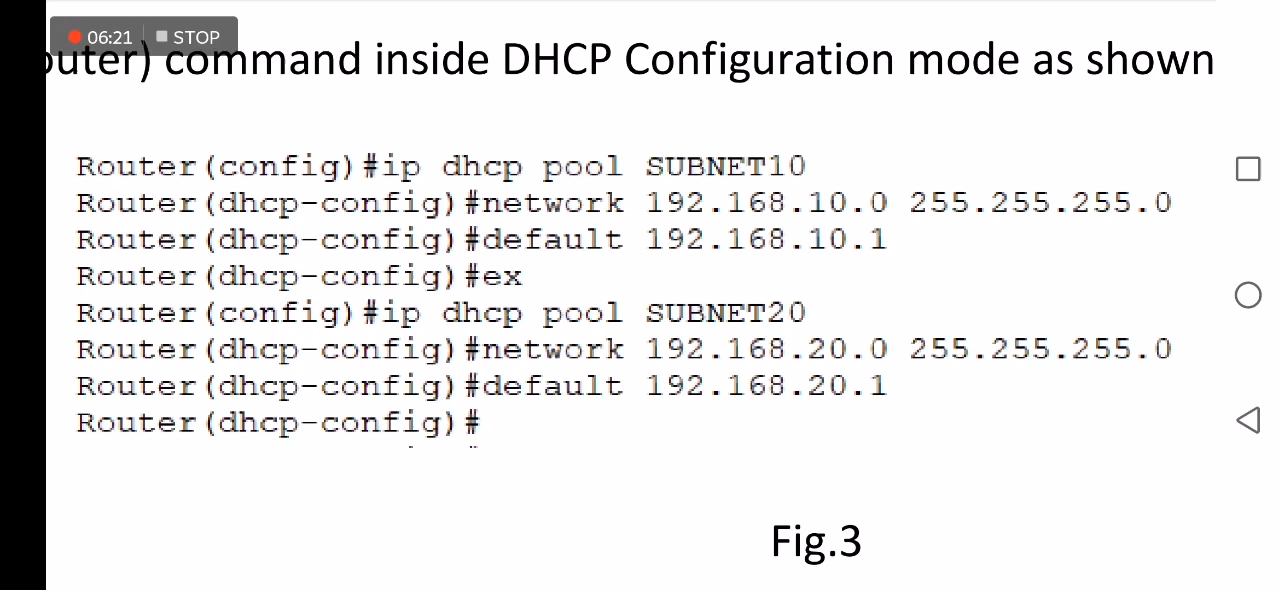 06:21 STOP
outer) command inside DHCP Configuration mode as shown
Router(config)#ip dhcp pool SUBNET10
Router(dhcp-config)#network 192.168.10.0 255.255.255.0
Router(dhcp-config)#default 192.168.10.1
Router(dhcp-config)#ex
Router(config)#ip dhcp pool SUBNET20
Router(dhcp-config)#network 192.168.20.0 255.255.255.0
Router(dhcp-config)#default 192.168.20.1
Router(dhcp-config)#
Fig.3